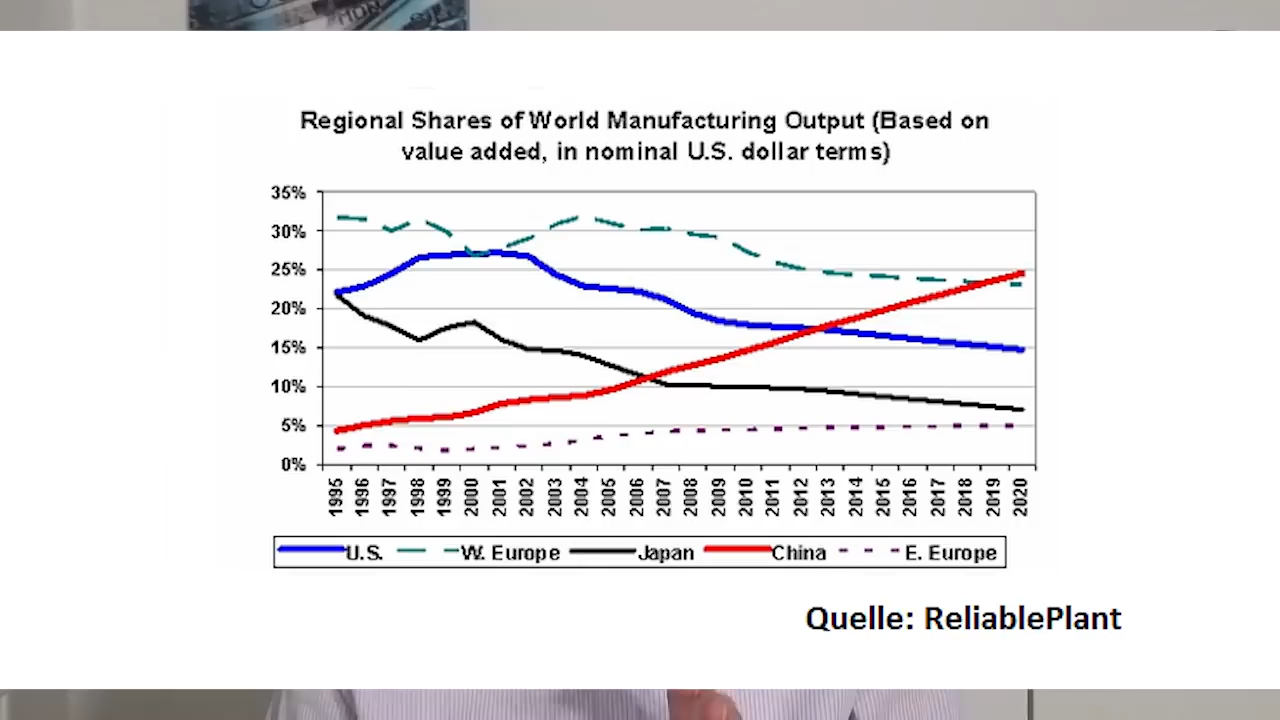 Regional Shares of World Manufacturing Output (Based on
value added, in nominal U.S. dollar terms)
35%
30%
25%
20%
15%
10%
5%
0%
1995 1996 1997 1998 1999 2000 2001 2002 2003 2004 2005 2006 2007 2008 2009 2010 2011 2012 2013 2014 2015 2016 2017 2018 2019 2020
U.S. W. Europe Japan China E. Europe
Quelle: ReliablePlant